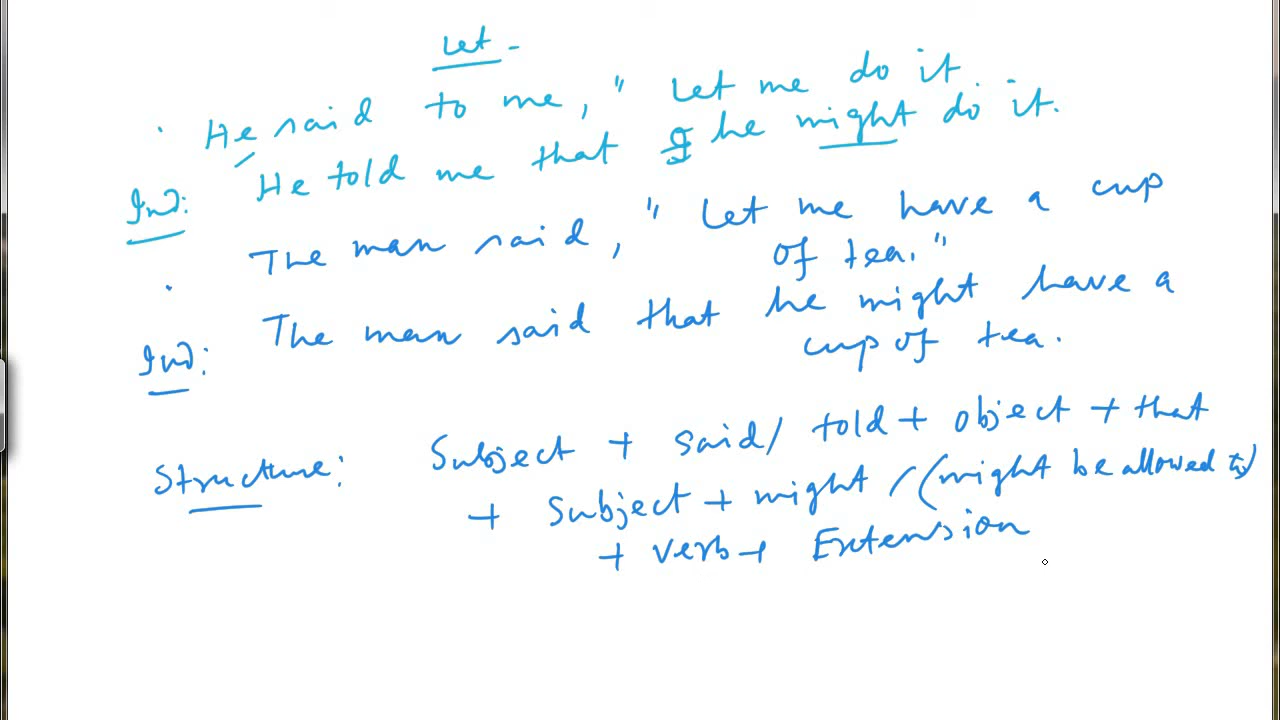 Let -
He said to me, " Let me do it
Ind: He told me that he might do it.
The man said, " Let me have a cup
of tea."
Ind: The man said that he might have a
cup of tea.
Structure: Subject + said/ told + object + that
+ Subject + might / (might be allowed to)
+ verb + Extension